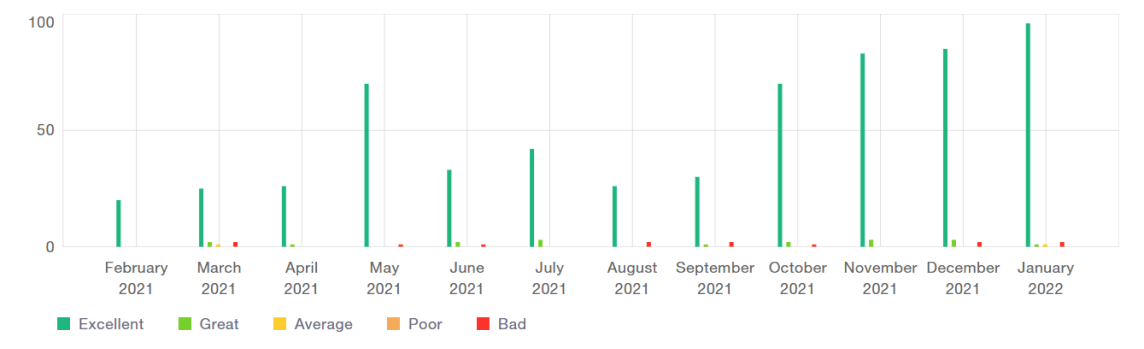 100
50
0
February March April May June July August September October November December January
2021 2021 2021 2021 2021 2021 2021 2021 2021 2021 2021 2022
Excellent Great Average Poor Bad